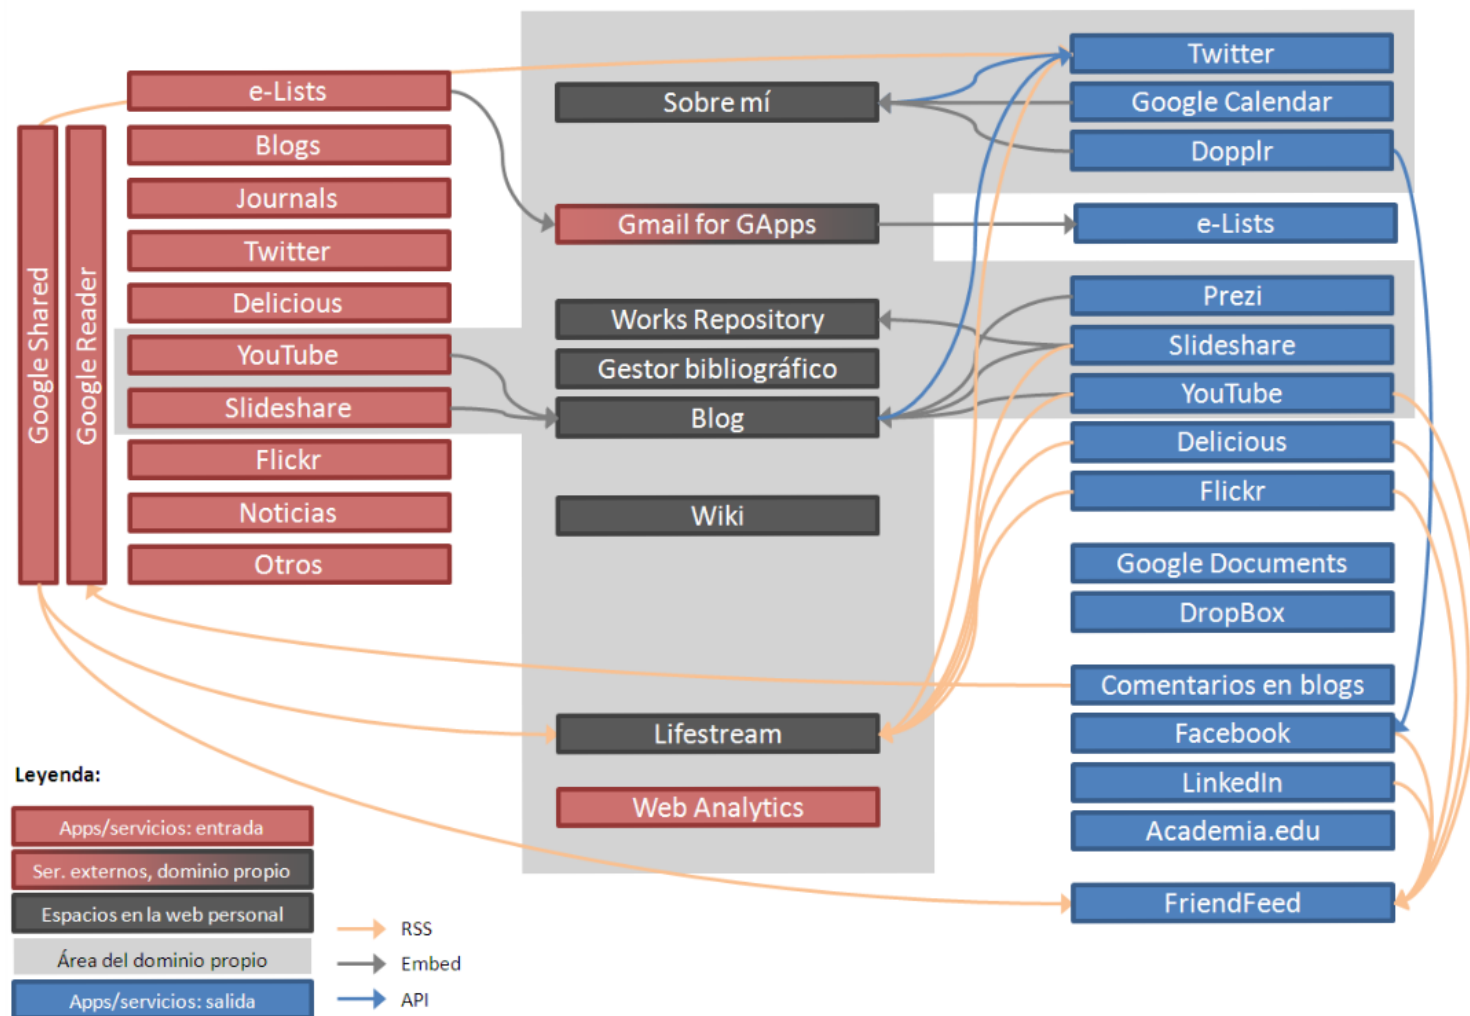 Google Shared
Google Reader
e-Lists
Blogs
Journals
Twitter
Delicious
YouTube
Slideshare
Flickr
Noticias
Otros
Sobre mí
Gmail for GApps
Works Repository
Gestor bibliográfico
Blog
Wiki
Lifestream
Web Analytics
Twitter
Google Calendar
Dopplr
e-Lists
Prezi
Slideshare
YouTube
Delicious
Flickr
Google Documents
DropBox
Comentarios en blogs
Facebook
LinkedIn
Academia.edu
FriendFeed
Leyenda:
Apps/servicios: entrada
Ser. externos, dominio propio
Espacios en la web personal
Área del dominio propio
Apps/servicios: salida
RSS
Embed
API